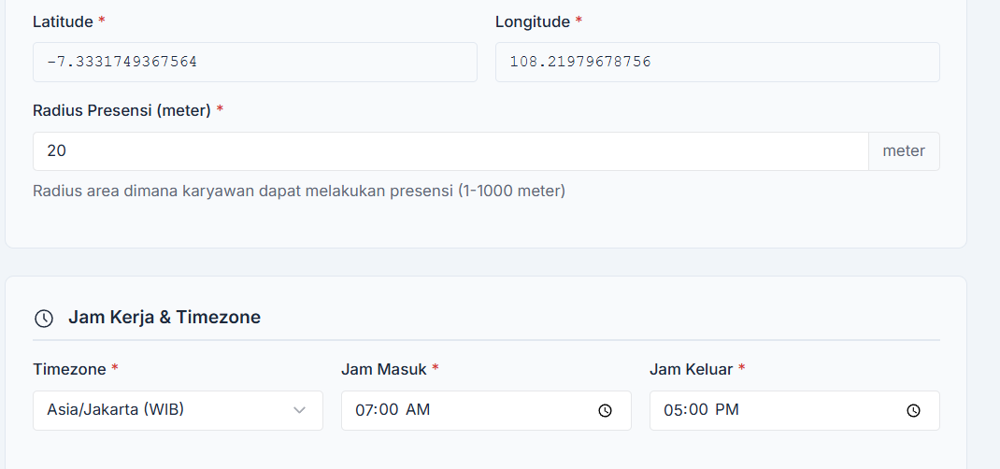 Latitude *
Longitude *
-7.3331749367564
108.21979678756
Radius Presensi (meter) *
20
meter
Radius area dimana karyawan dapat melakukan presensi (1-1000 meter)
Jam Kerja & Timezone
Timezone *
Jam Masuk *
Jam Keluar *
Asia/Jakarta (WIB)
07:00 AM
05:00 PM